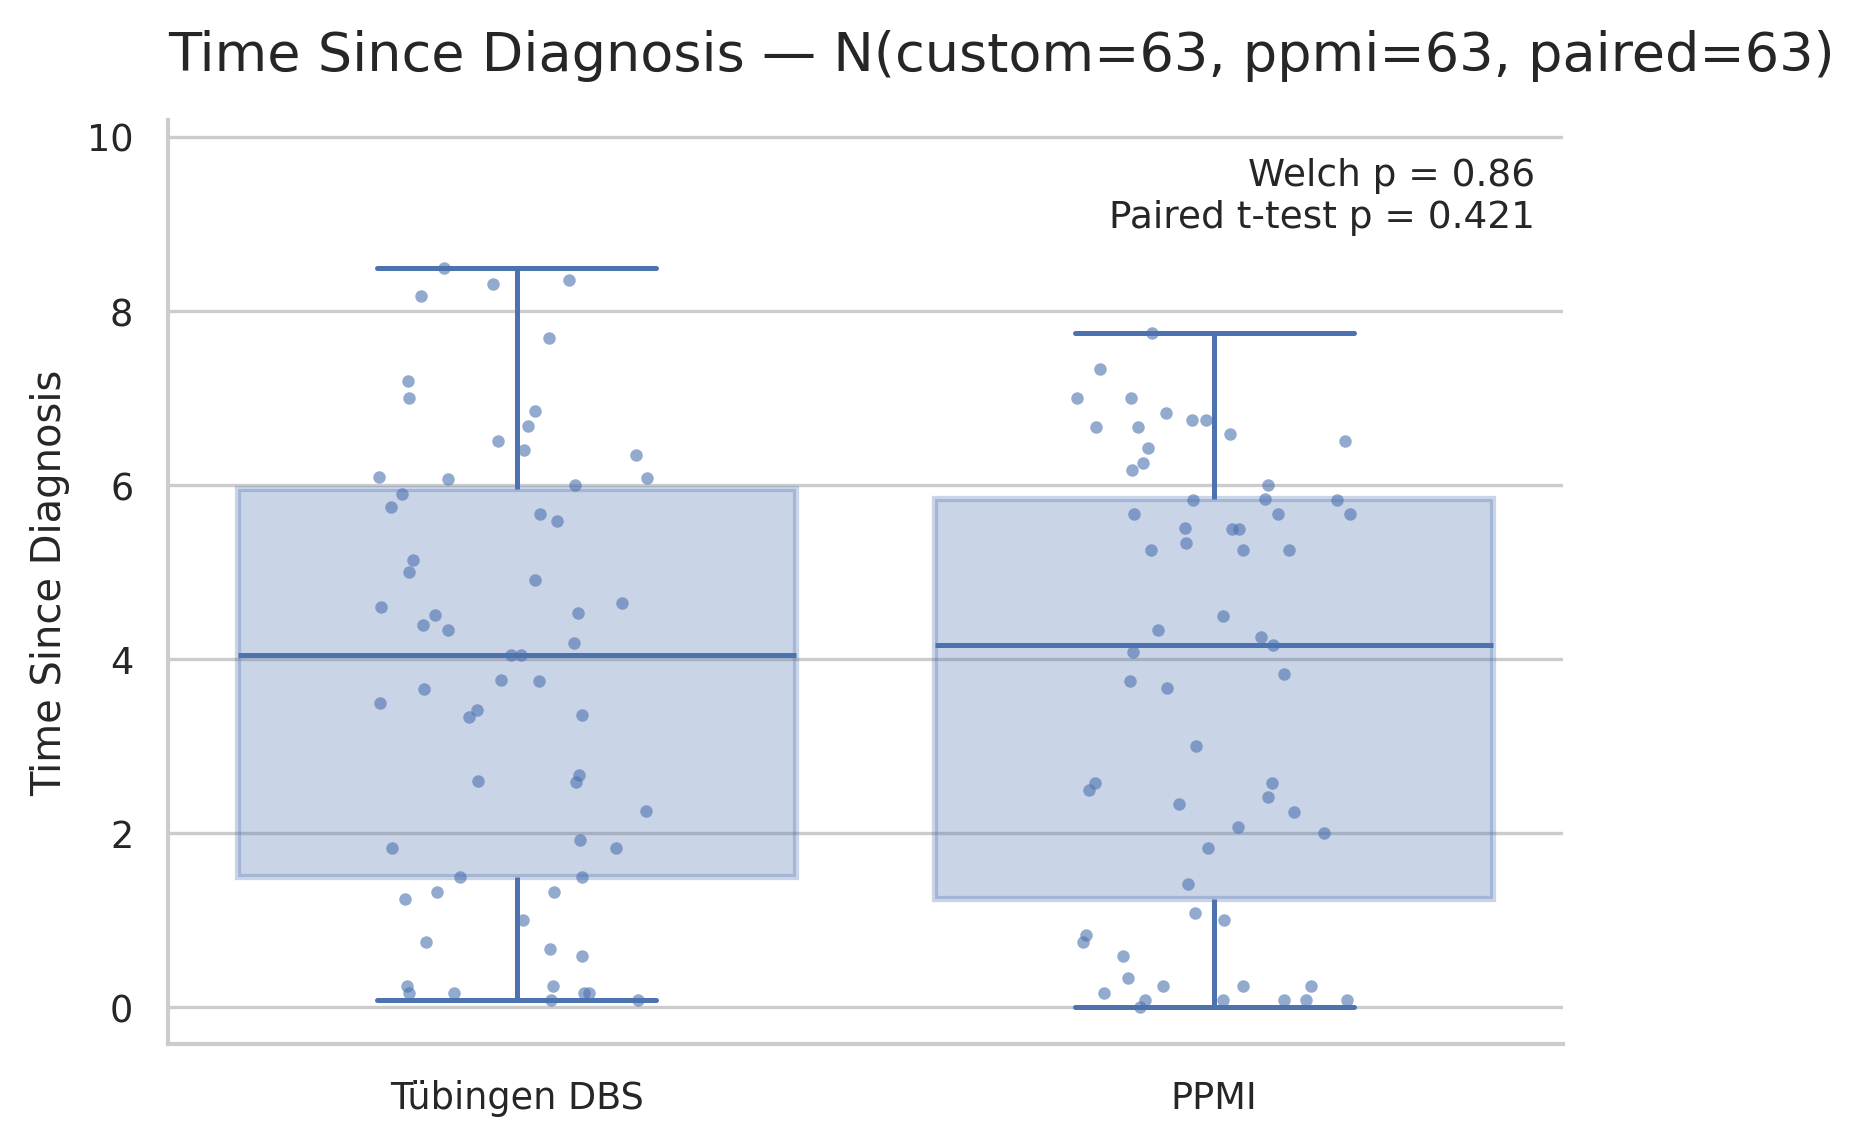 Time Since Diagnosis — N(custom=63, ppmi=63, paired=63)
10
Welch p = 0.86
Paired t-test p = 0.421
8
6
4
2
0
Time Since Diagnosis
Tübingen DBS
PPMI